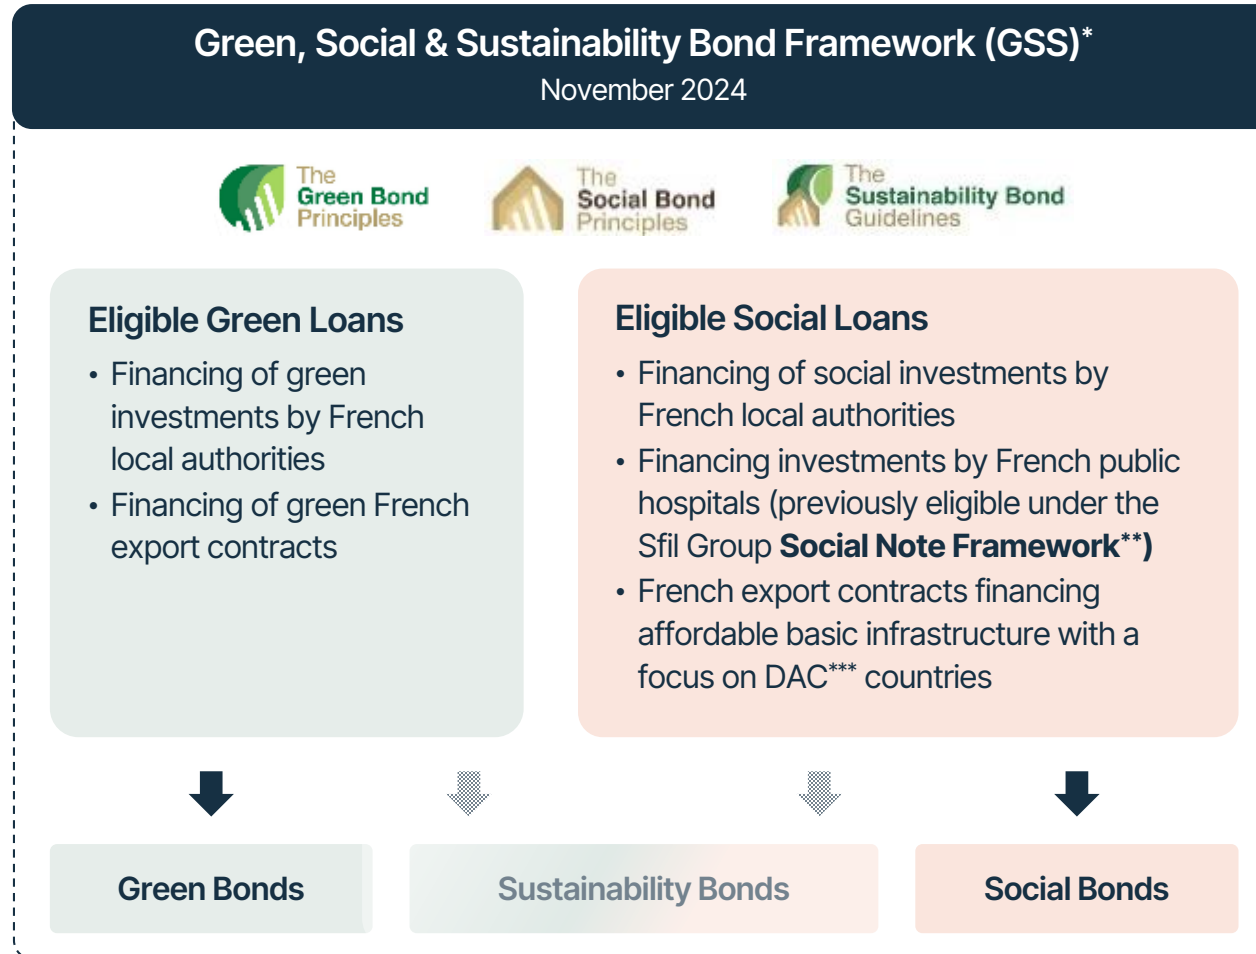 Green, Social & Sustainability Bond Framework (GSS)*
November 2024
The
Green Bond
Principles
The
Social Bond
Principles
The
Sustainability Bond
Guidelines
Eligible Green Loans
• Financing of green
investments by French
local authorities
• Financing of green French
export contracts
Eligible Social Loans
• Financing of social investments by
French local authorities
• Financing investments by French public
hospitals (previously eligible under the
Sfil Group Social Note Framework**)
• French export contracts financing
affordable basic infrastructure with a
focus on DAC*** countries
Green Bonds
Sustainability Bonds
Social Bonds